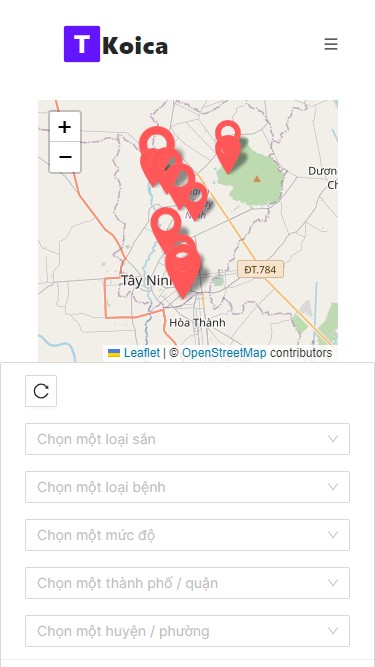 T Koica
+
−
Dươn
Ch
Ninh
ĐT.784
Tây Nin
Hòa Thành
Leaflet | © OpenStreetMap contributors
Chọn một loại sắn
Chọn một loại bệnh
Chọn một mức độ
Chọn một thành phố / quận
Chọn một huyện / phường